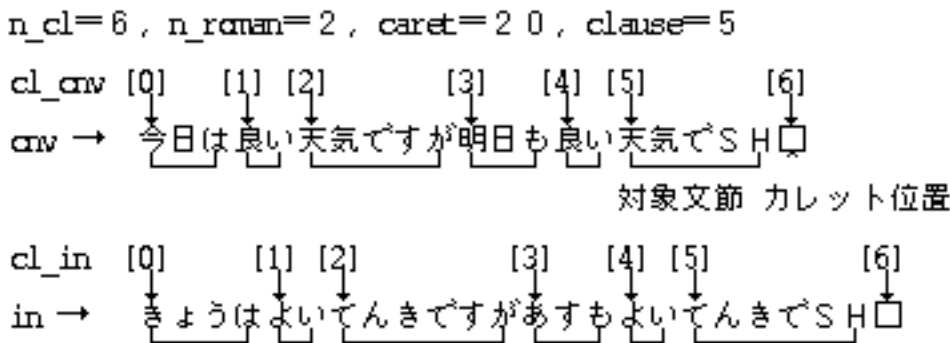 n_cl=6, n_roman=2, caret=20, clause=5
cl_cnv [0] [1] [2] [3] [4] [5] [6]
cnv → 今日は良い天気ですが明日も良い天気でSH□
対象文節 カレット位置
cl_in [0] [1] [2] [3] [4] [5] [6]
in → きょうはよいてんきですがあすもよいてんきでSH□